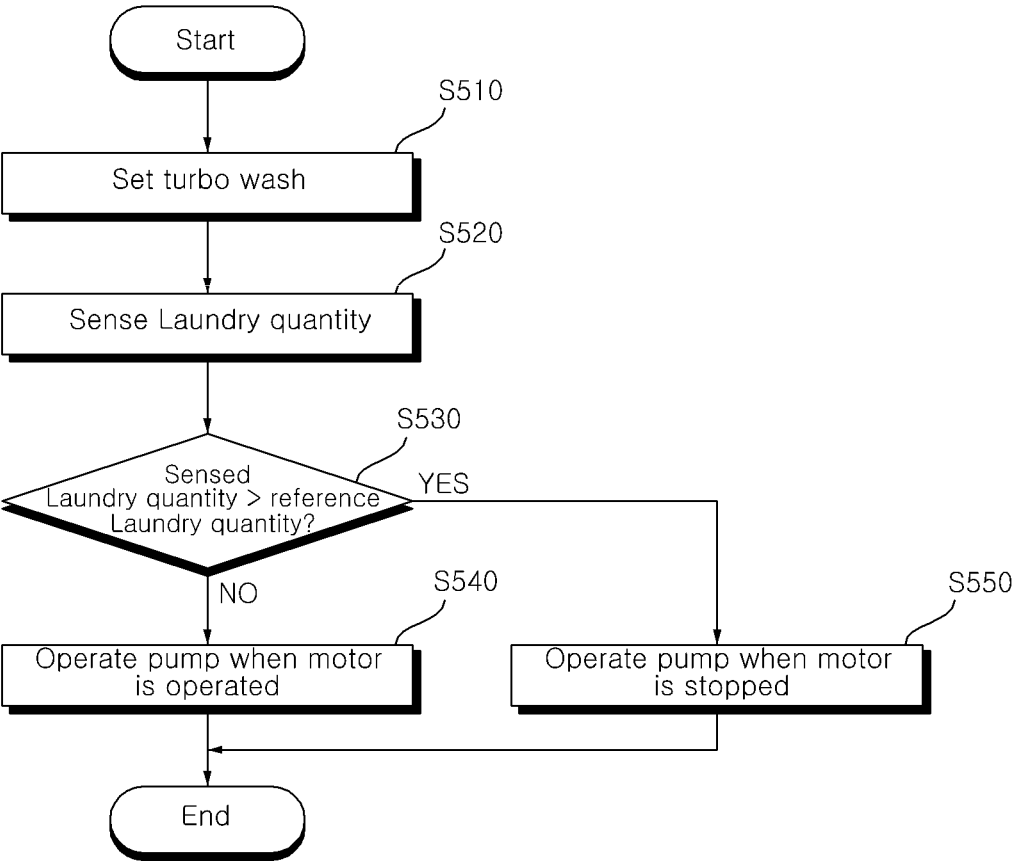 Start
S510
Set turbo wash
S520
Sense Laundry quantity
S530
Sensed
Laundry quantity > reference
Laundry quantity?
YES
NO
S540
Operate pump when motor
is operated
S550
Operate pump when motor
is stopped
End